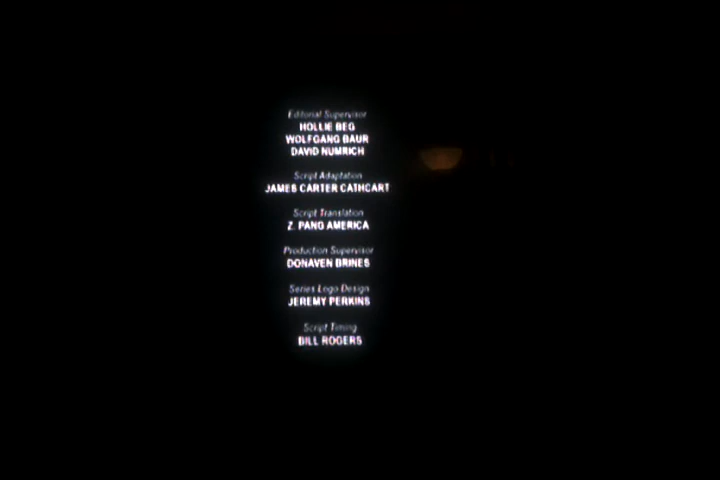 Editorial Supervisor
HOLLIE BEG
WOLFGANG BAUR
DAVID NUMRICH
Script Adaptation
JAMES CARTER CATHCART
Script Translation
Z. PANG AMERICA
Production Supervisor
DONAVEN BRINES
Series Logo Design
JEREMY PERKINS
Script Timing
BILL ROGERS